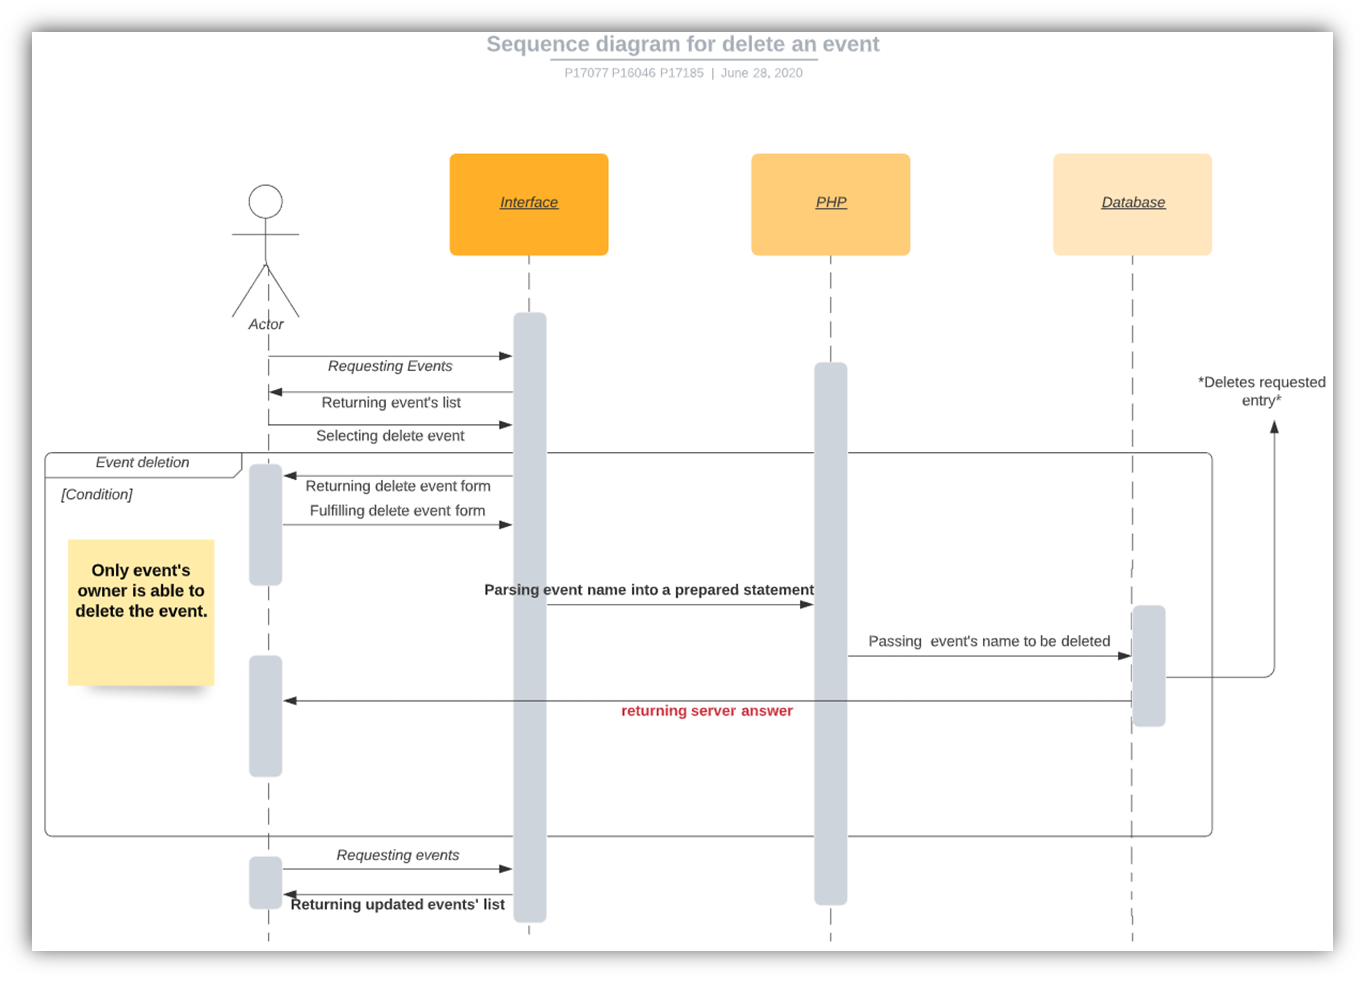 Sequence diagram for delete an event
P17077 P16046 P17185 | June 28, 2020
Interface
PHP
Database
Actor
Requesting Events
*Deletes requested
entry*
Returning event's list
Selecting delete event
Event deletion
[Condition]
Returning delete event form
Fulfilling delete event form
Only event's
owner is able to
delete the event.
Parsing event name into a prepared statement
Passing event's name to be deleted
returning server answer
Requesting events
Returning updated events' list